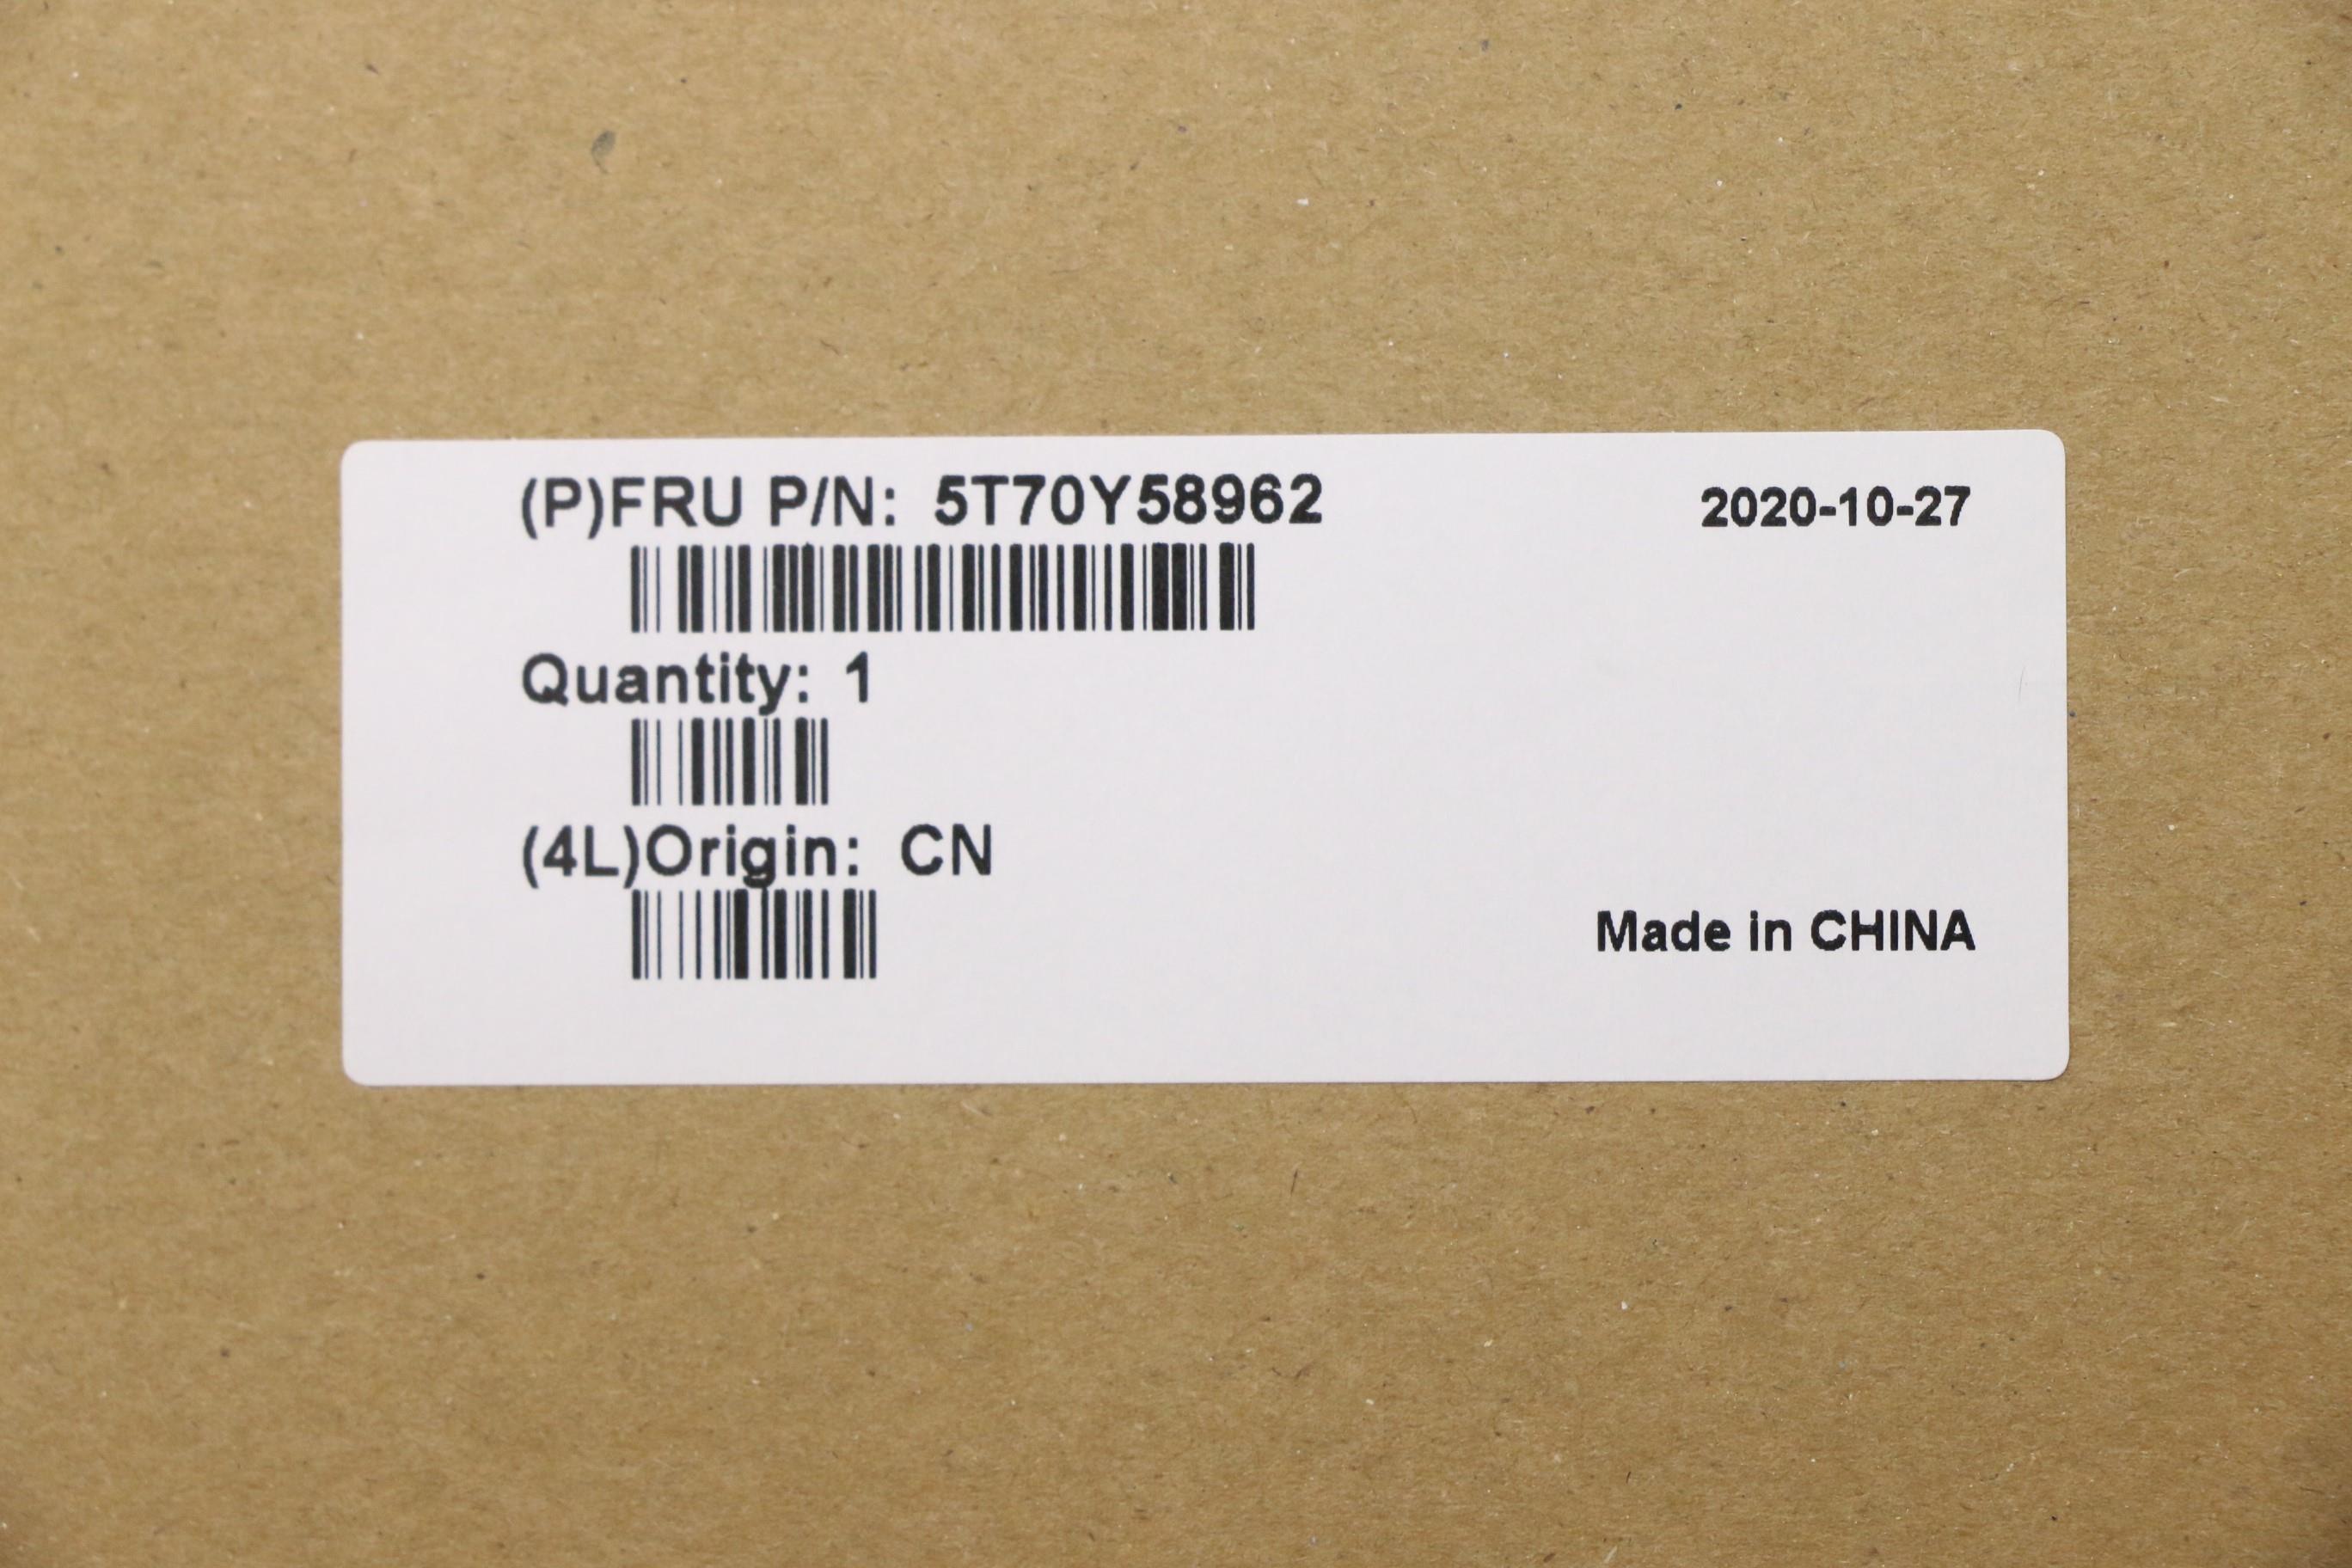 (P)FRU P/N: 5T70Y58962
2020-10-27
Quantity: 1
(4L)Origin: CN
Made in CHINA